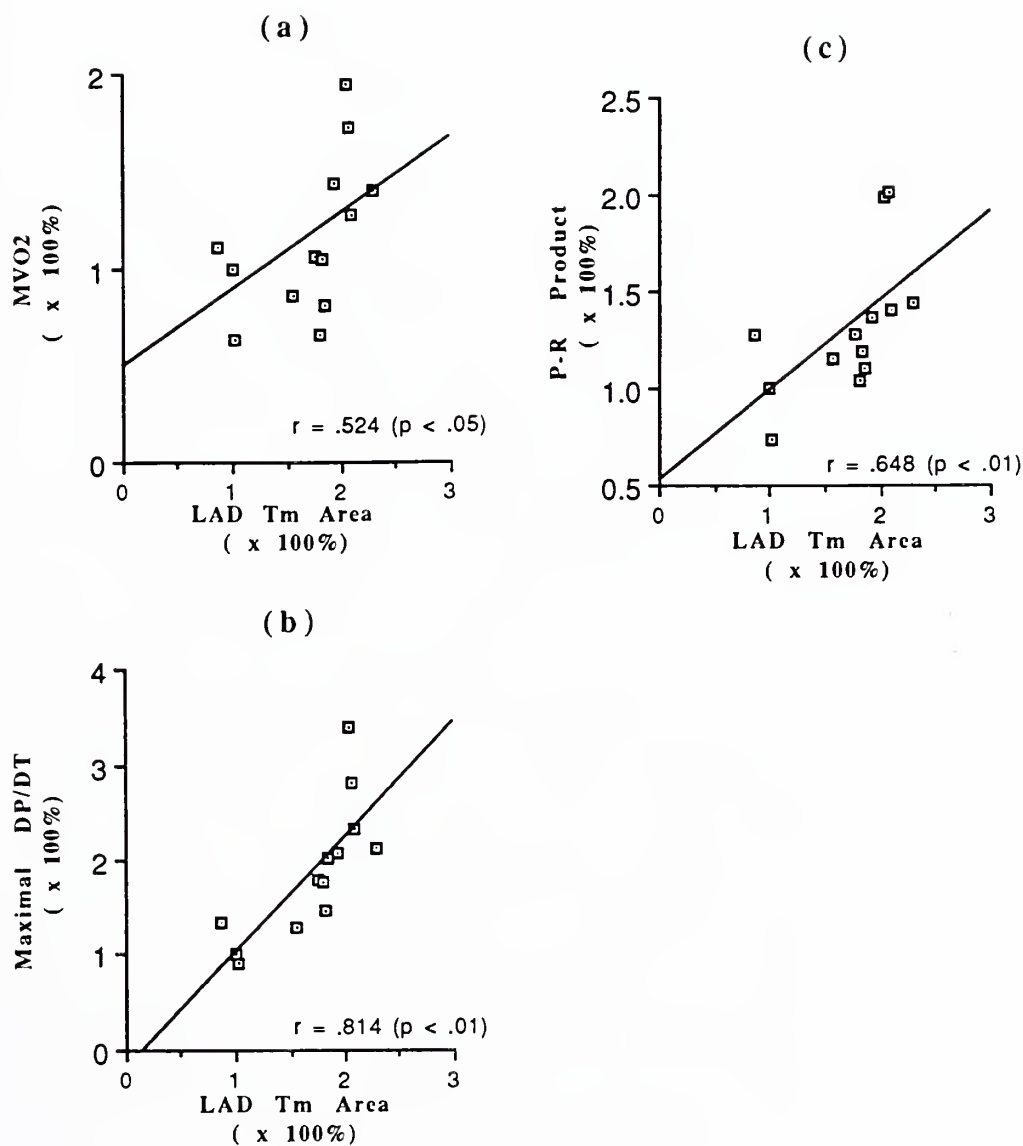 (a)
2
1
0
MVO2
( x 100%)
r = .524 (p < .05)
0 1 2 3
LAD Tm Area
( x 100%)
(c)
2.5
2.0
1.5
1.0
0.5
P-R Product
( x 100%)
r = .648 (p < .01)
0 1 2 3
LAD Tm Area
( x 100%)
(b)
4
3
2
1
0
Maximal DP/DT
( x 100%)
r = .814 (p < .01)
0 1 2 3
LAD Tm Area
( x 100%)